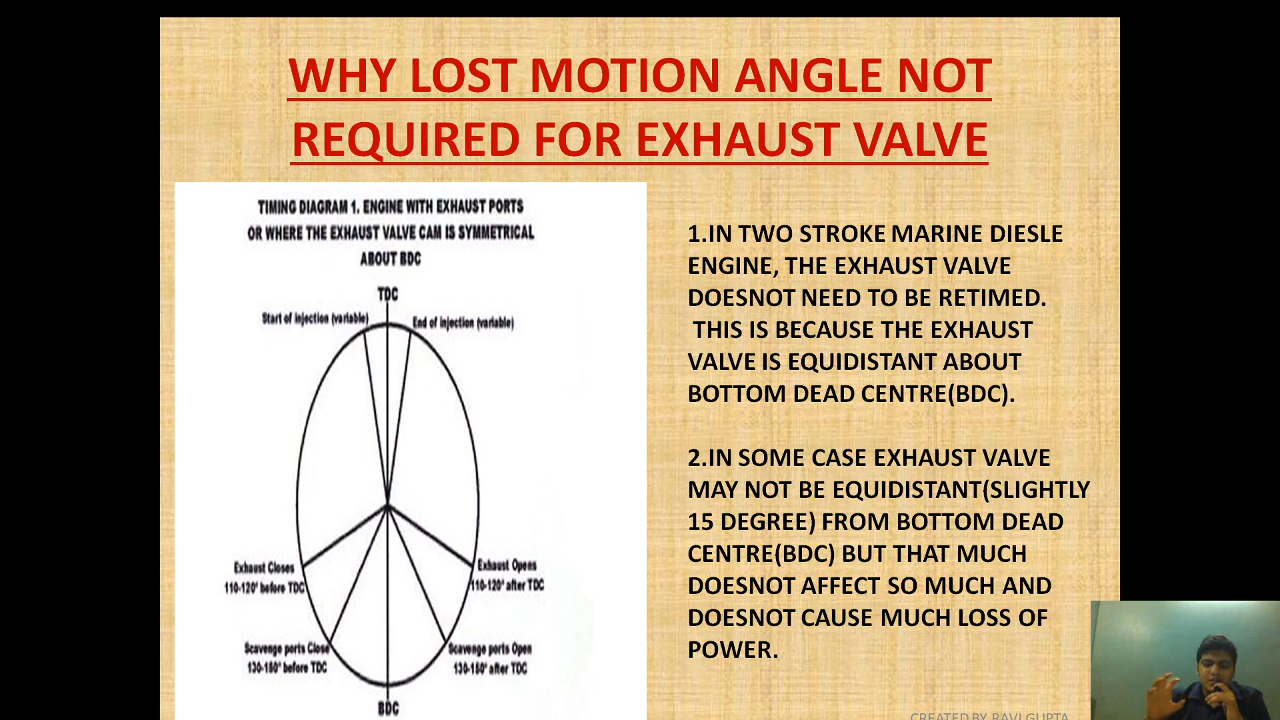 WHY LOST MOTION ANGLE NOT
REQUIRED FOR EXHAUST VALVE
TIMING DIAGRAM 1. ENGINE WITH EXHAUST PORTS
OR WHERE THE EXHAUST VALVE CAM IS SYMMETRICAL
ABOUT BDC
TDC
Start of injection (variable)
End of injection (variable)
Exhaust Closes
110-120° before TDC
Exhaust Opens
110-120° after TDC
Scavenge ports Close
130-150° before TDC
Scavenge ports Open
130-150° after TDC
BDC
1.IN TWO STROKE MARINE DIESLE
ENGINE, THE EXHAUST VALVE
DOESNOT NEED TO BE RETIMED.
THIS IS BECAUSE THE EXHAUST
VALVE IS EQUIDISTANT ABOUT
BOTTOM DEAD CENTRE(BDC).
2.IN SOME CASE EXHAUST VALVE
MAY NOT BE EQUIDISTANT(SLIGHTLY
15 DEGREE) FROM BOTTOM DEAD
CENTRE(BDC) BUT THAT MUCH
DOESNOT AFFECT SO MUCH AND
DOESNOT CAUSE MUCH LOSS OF
POWER.
CREATED BY RAVI GUPTA